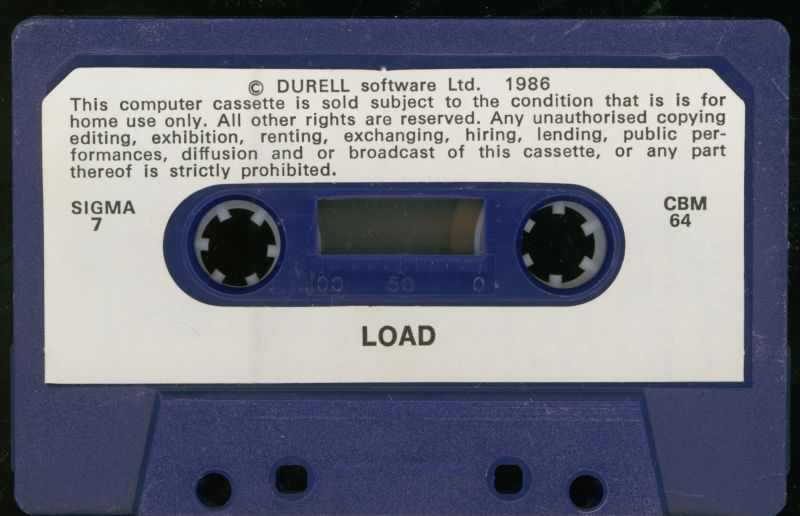 © DURELL software Ltd. 1986
This computer cassette is sold subject to the condition that is is for
home use only. All other rights are reserved. Any unauthorised copying
editing, exhibition, renting, exchanging, hiring, lending, public per-
formances, diffusion and or broadcast of this cassette, or any part
thereof is strictly prohibited.
SIGMA
7
CBM
64
100 50 0
LOAD